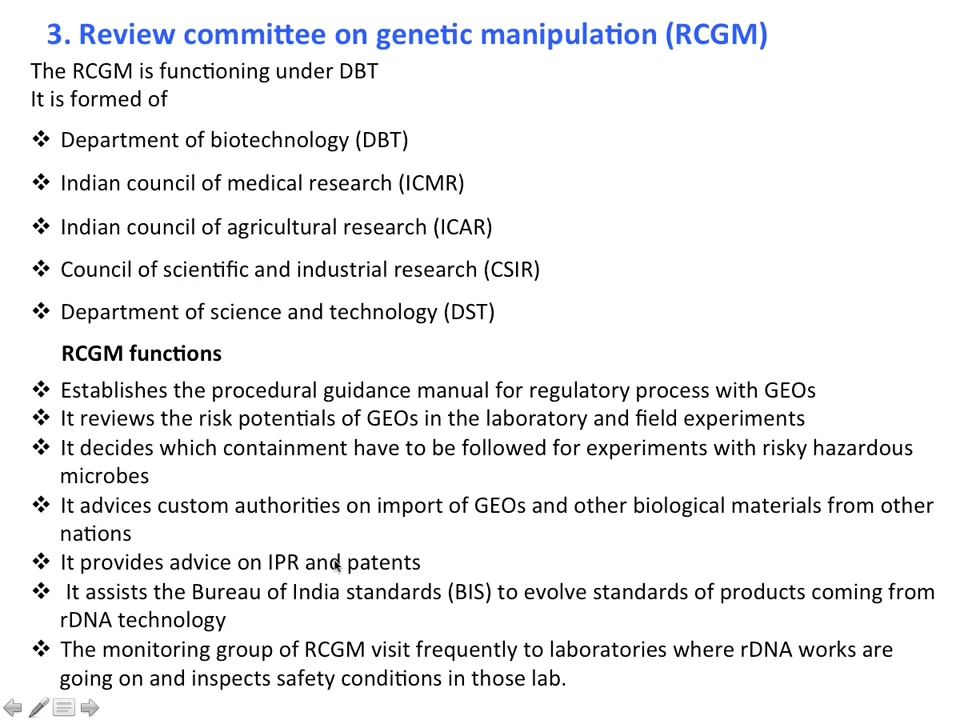 3. Review committee on genetic manipulation (RCGM)
The RCGM is functioning under DBT
It is formed of
❖ Department of biotechnology (DBT)
❖ Indian council of medical research (ICMR)
❖ Indian council of agricultural research (ICAR)
❖ Council of scientific and industrial research (CSIR)
❖ Department of science and technology (DST)
RCGM functions
❖ Establishes the procedural guidance manual for regulatory process with GEOs
❖ It reviews the risk potentials of GEOs in the laboratory and field experiments
❖ It decides which containment have to be followed for experiments with risky hazardous
microbes
❖ It advices custom authorities on import of GEOs and other biological materials from other
nations
❖ It provides advice on IPR and patents
❖ It assists the Bureau of India standards (BIS) to evolve standards of products coming from
rDNA technology
❖ The monitoring group of RCGM visit frequently to laboratories where rDNA works are
going on and inspects safety conditions in those lab.